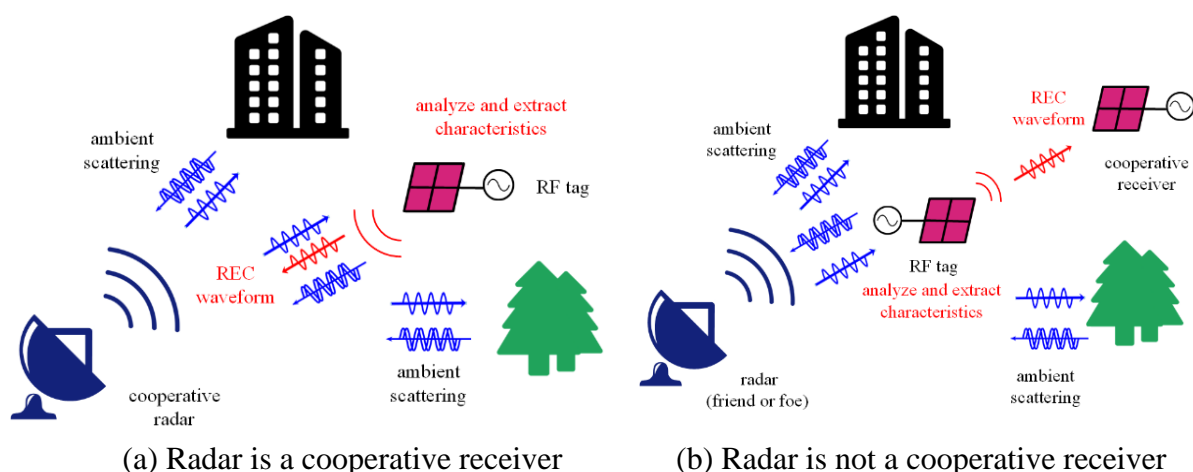 analyze and extract
characteristics
ambient
scattering
RF tag
REC
waveform
ambient
scattering
cooperative
radar
(a) Radar is a cooperative receiver
REC
waveform
ambient
scattering
cooperative
receiver
RF tag
analyze and extract
characteristics
radar
(friend or foe)
ambient
scattering
(b) Radar is not a cooperative receiver